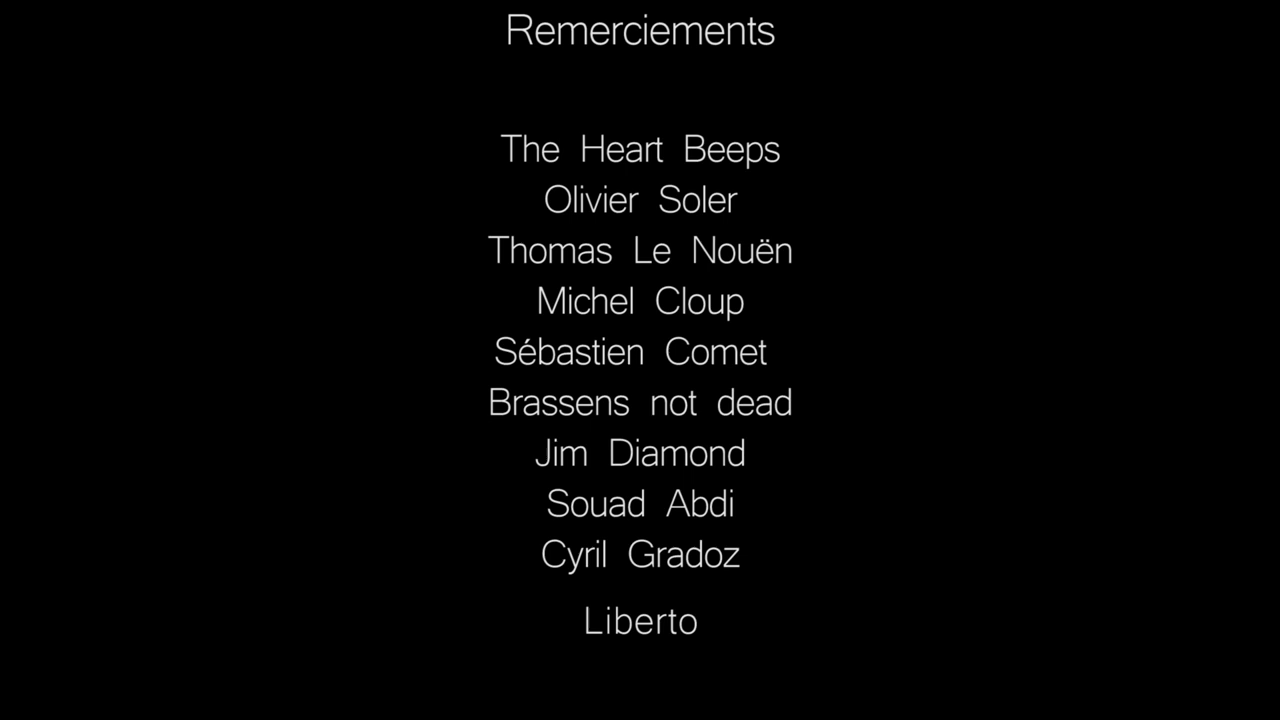 Remerciements
The Heart Beeps
Olivier Soler
Thomas Le Nouën
Michel Cloup
Sébastien Comet
Brassens not dead
Jim Diamond
Souad Abdi
Cyril Gradoz
Liberto